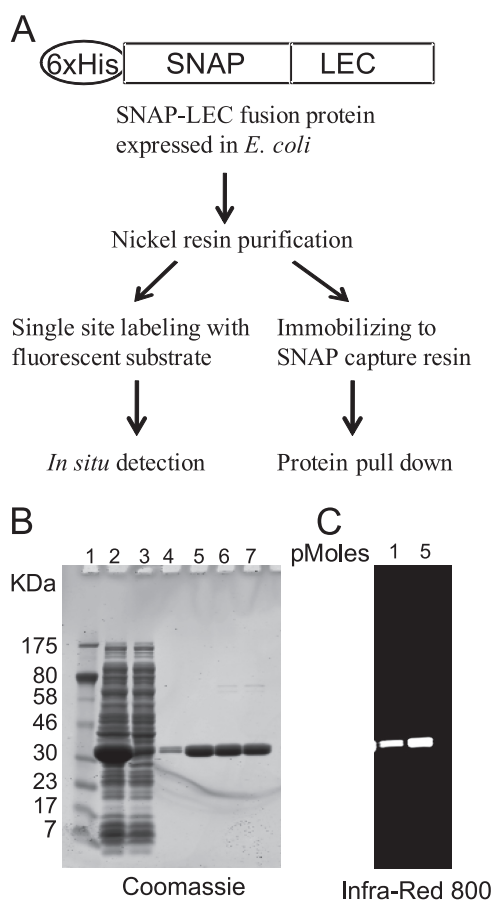 A
6xHis SNAP LEC
SNAP-LEC fusion protein
expressed in E. coli
Nickel resin purification
Single site labeling with
fluorescent substrate
Immobilizing to
SNAP capture resin
In situ detection
Protein pull down
B
1 2 3 4 5 6 7
KDa
175
80
58
46
30
23
17
7
Coomassie
C
pMoles 1 5
Infra-Red 800